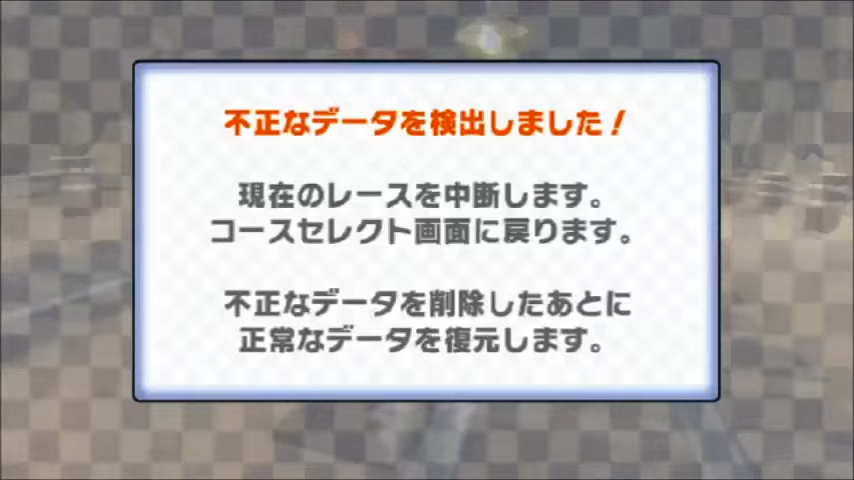 不正なデータを検出しました！
現在のレースを中断します。
コースセレクト画面に戻ります。
不正なデータを削除したあとに
正常なデータを復元します。